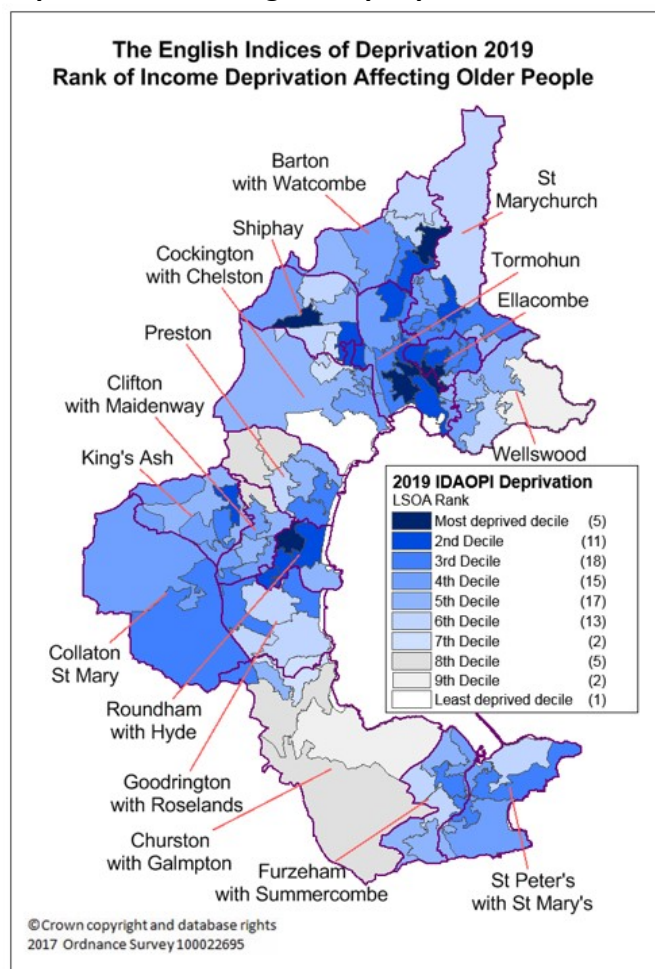 The English Indices of Deprivation 2019
Rank of Income Deprivation Affecting Older People
Barton
with Watcombe
St
Marychurch
Shiphay
Cockington
with Chelston
Tormohun
Ellacombe
Preston
Clifton
with Maidenway
Wellswood
King's Ash
2019 IDAOPI Deprivation
LSOA Rank
Most deprived decile (5)
2nd Decile (11)
3rd Decile (18)
4th Decile (15)
5th Decile (17)
6th Decile (13)
7th Decile (2)
8th Decile (5)
9th Decile (2)
Least deprived decile (1)
Collaton
St Mary
Roundham
with Hyde
Goodrington
with Roselands
Churston
with Galmpton
Furzeham
with Summercombe
St Peter's
with St Mary's
©Crown copyright and database rights
2017 Ordnance Survey 100022695